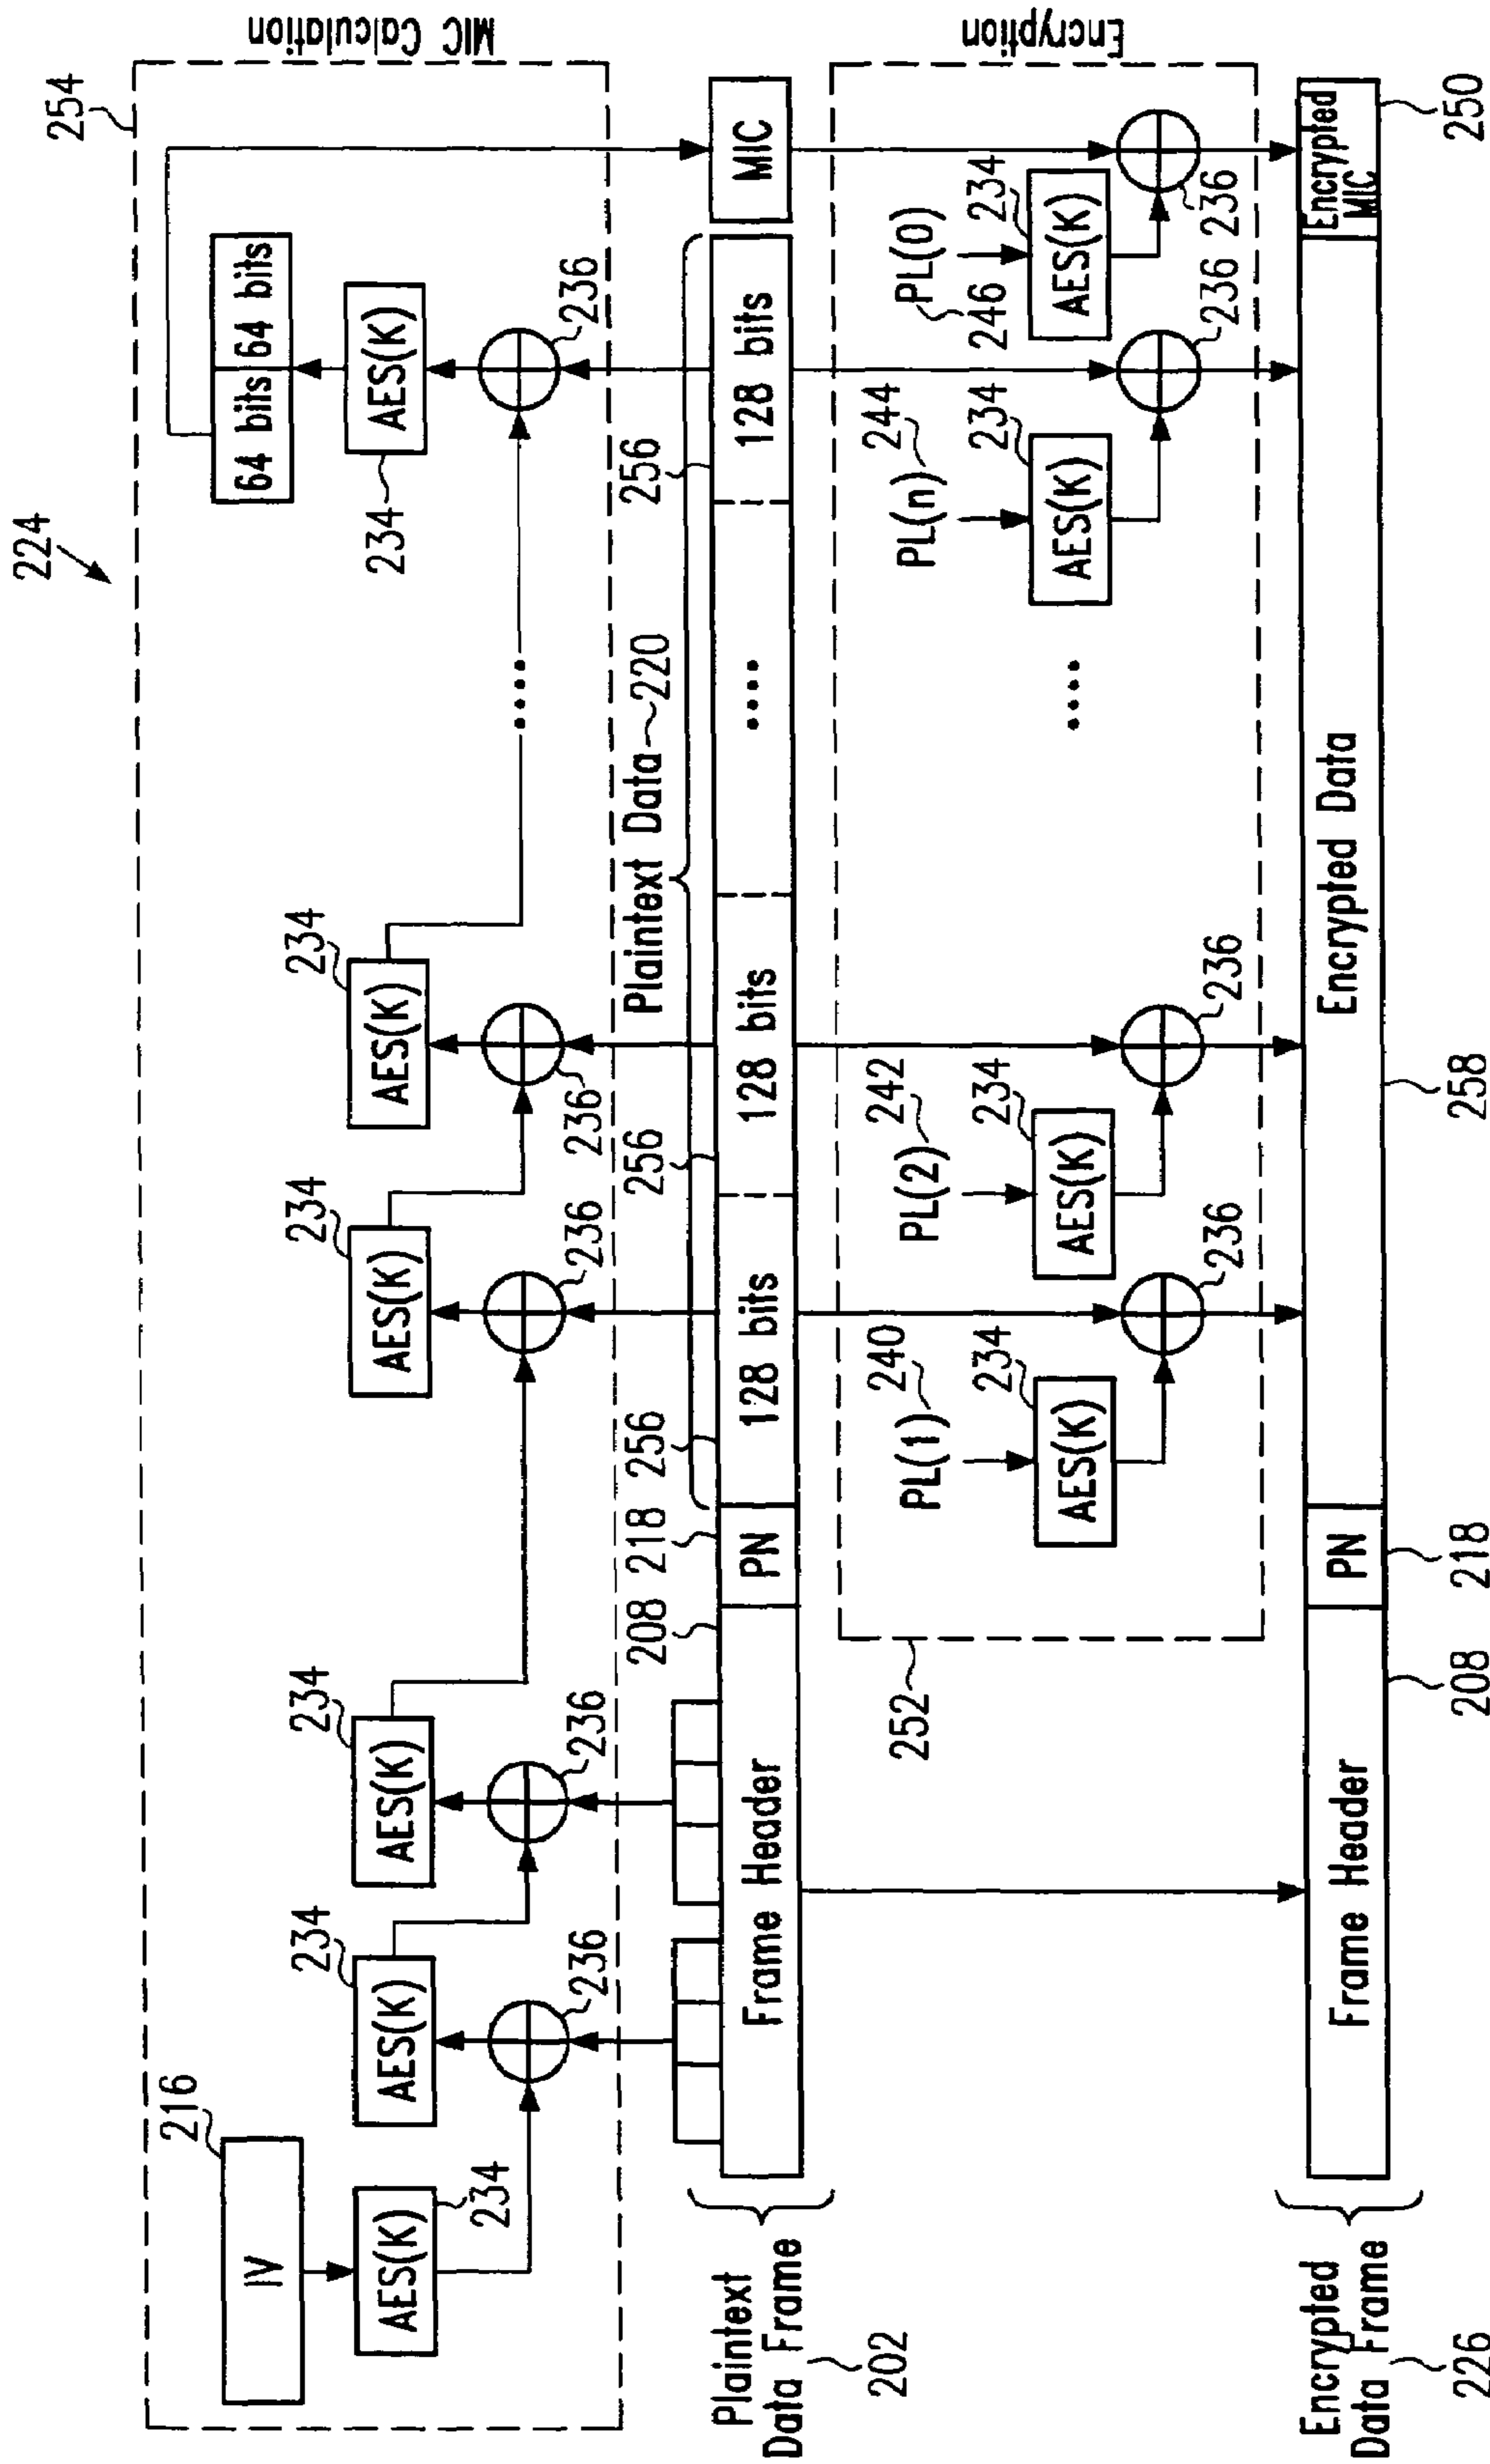 224
254
MIC Calculation
216
IV
AES(K)
234
236
AES(K)
234
236
AES(K)
234
236
AES(K)
234
236
AES(K)
234
236
AES(K)
234
64 bits
64 bits
Plaintext Data
220
Plaintext
Data Frame
202
Frame Header
208
PN
218
128 bits
256
128 bits
256
....
128 bits
256
MIC
.....
Encryption
252
PL(1)
240
AES(K)
234
236
PL(2)
242
AES(K)
234
236
....
PL(n)
244
AES(K)
234
236
PL(0)
246
AES(K)
234
236
Encrypted
Data Frame
226
Frame Header
208
PN
218
Encrypted Data
258
Encrypted
MIC
250